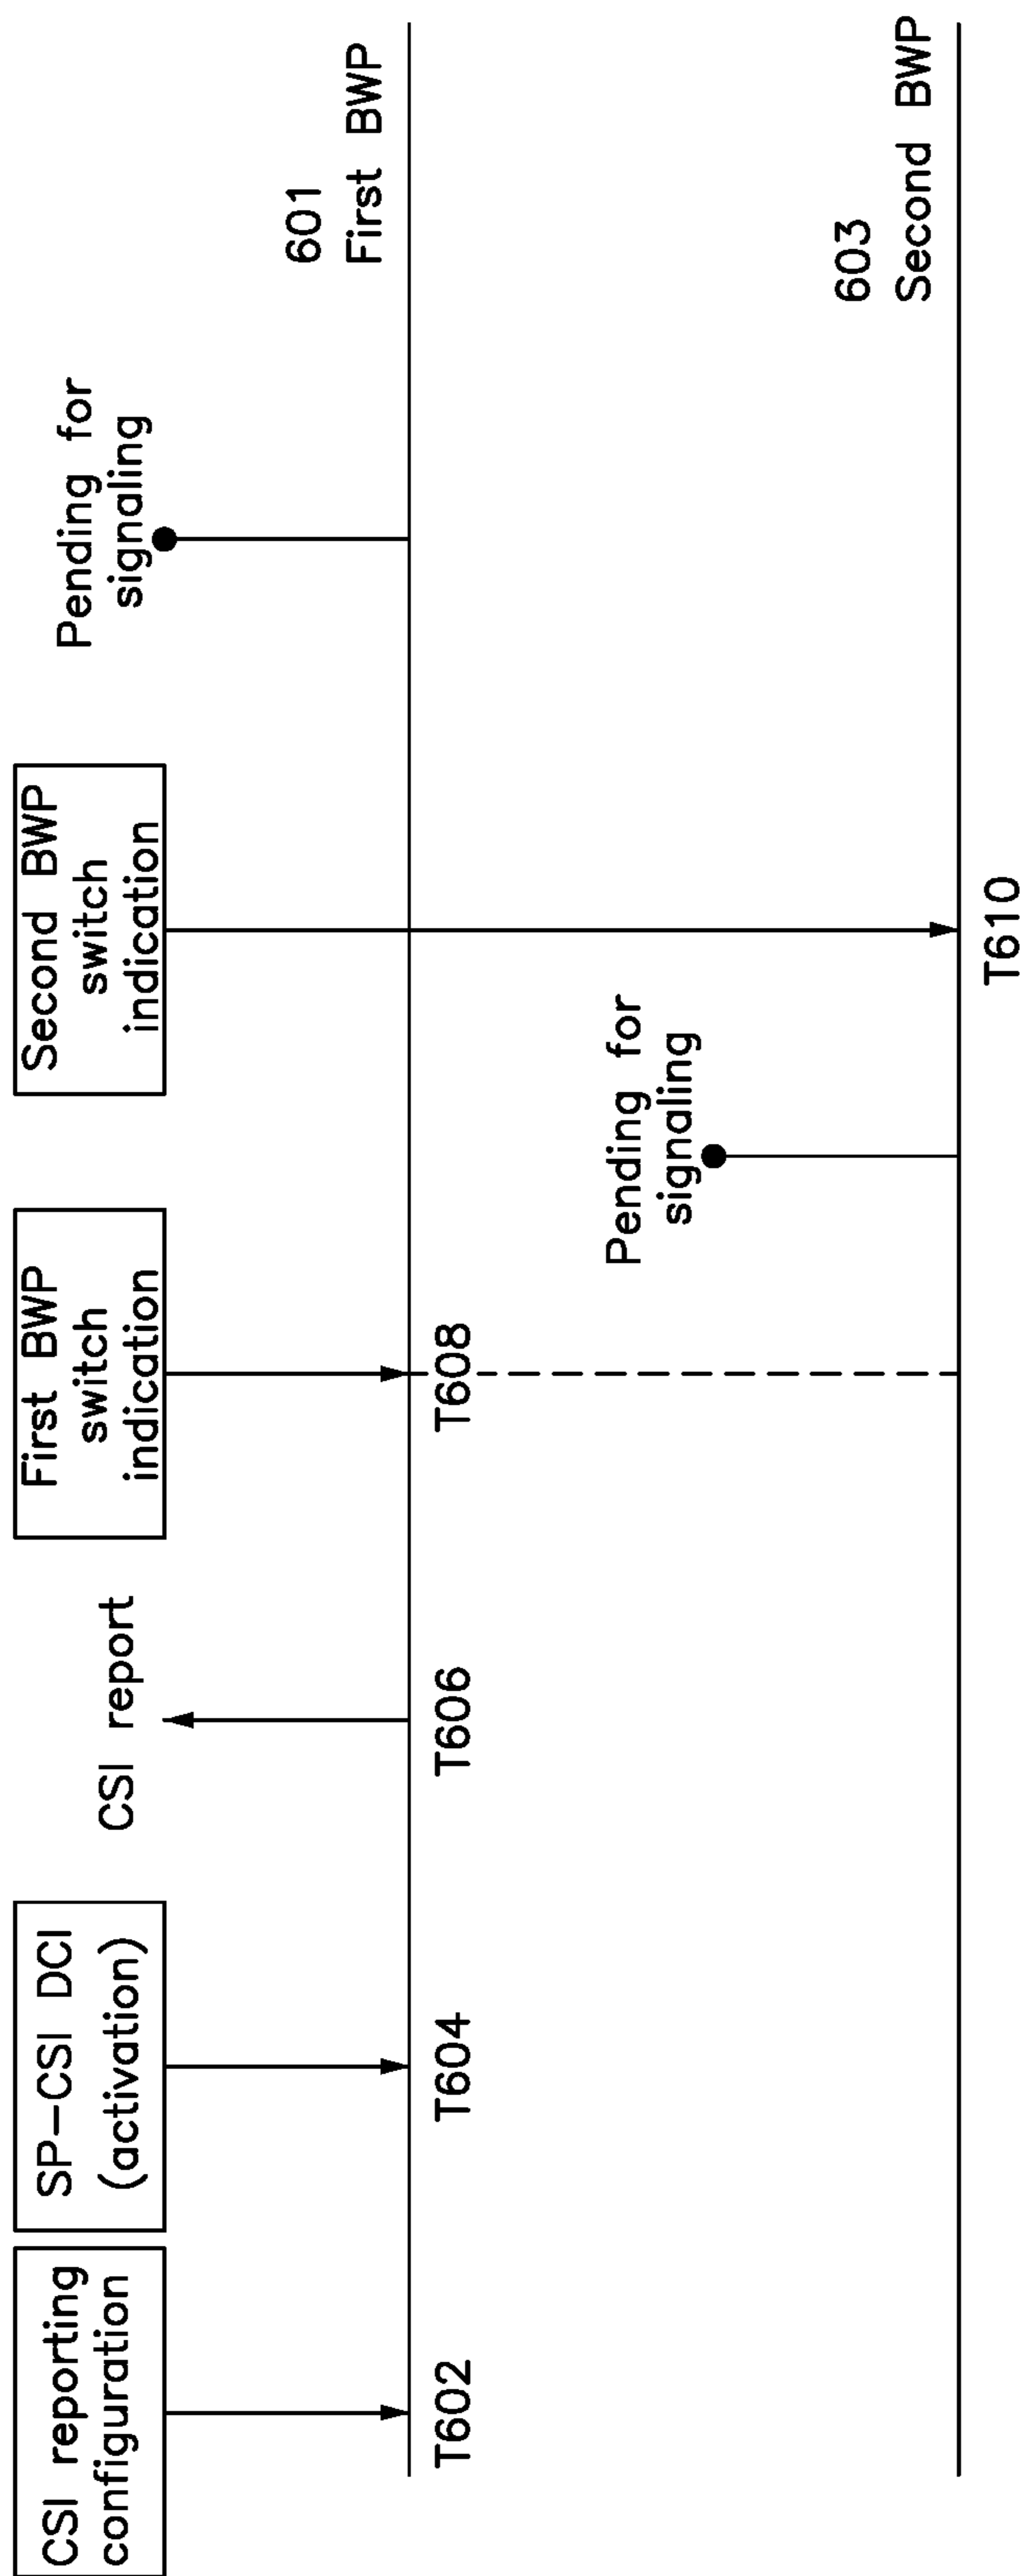 CSI reporting
configuration
SP-CSI DCI
(activation)
CSI report
First BWP
switch
indication
Second BWP
switch
indication
Pending for
signaling
601
First BWP
T602
T604
T606
T608
Pending for
signaling
603
Second BWP
T610